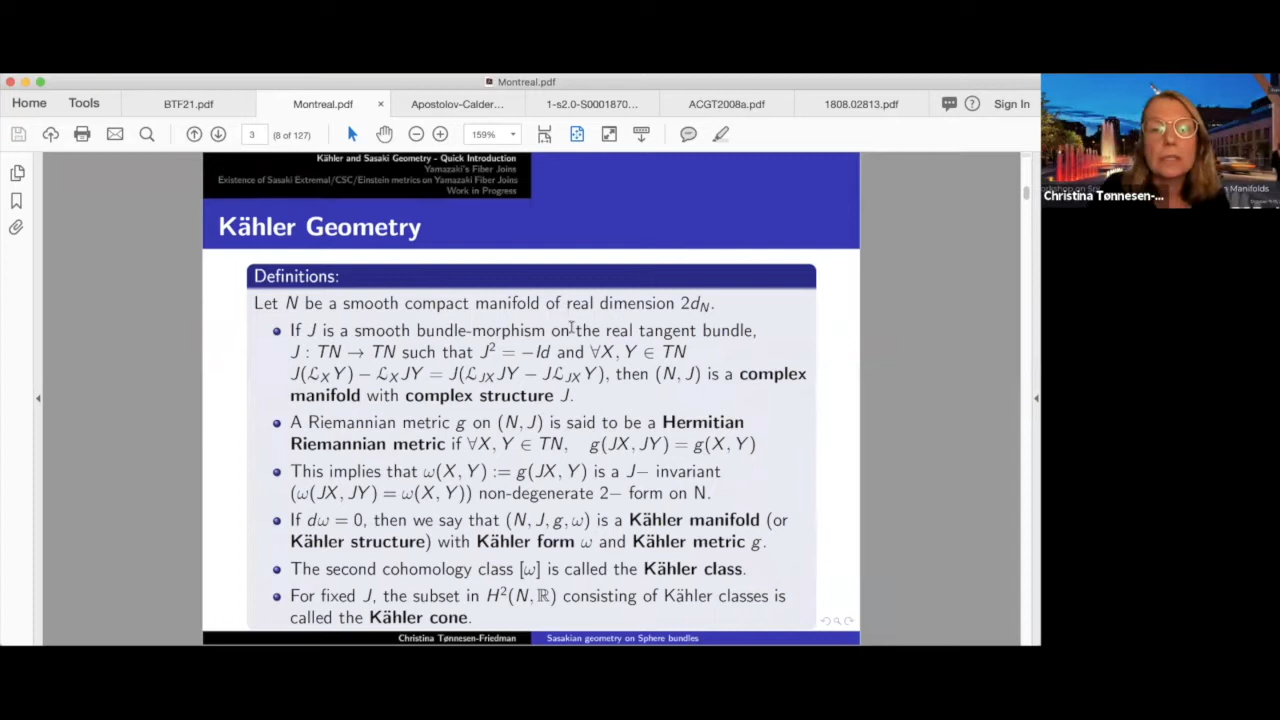 Montreal.pdf
Home Tools BTF21.pdf Montreal.pdf × Apostolov-Calder... 1-s2.0-S0001870... ACGT2008a.pdf 1808.02813.pdf Sign In
3 (8 of 127) 159%
Kähler and Sasaki Geometry - Quick Introduction
Yamazaki's Fiber Joins
Existence of Sasaki Extremal/CSC/Einstein metrics on Yamazaki Fiber Joins
Work in Progress
Kähler Geometry
Definitions:
Let N be a smooth compact manifold of real dimension 2d_N.
If J is a smooth bundle-morphism on the real tangent bundle,
J : TN → TN such that J² = −Id and ∀X, Y ∈ TN
J(ℒ_X Y) − ℒ_X JY = J(ℒ_{JX} JY − Jℒ_{JX} Y), then (N, J) is a complex
manifold with complex structure J.
A Riemannian metric g on (N, J) is said to be a Hermitian
Riemannian metric if ∀X, Y ∈ TN, g(JX, JY) = g(X, Y)
This implies that ω(X, Y) := g(JX, Y) is a J− invariant
(ω(JX, JY) = ω(X, Y)) non-degenerate 2− form on N.
If dω = 0, then we say that (N, J, g, ω) is a Kähler manifold (or
Kähler structure) with Kähler form ω and Kähler metric g.
The second cohomology class [ω] is called the Kähler class.
For fixed J, the subset in H²(N, ℝ) consisting of Kähler classes is
called the Kähler cone.
Christina Tønnesen-Friedman Sasakian geometry on Sphere bundles
Manifolds
Christina Tønnesen-...